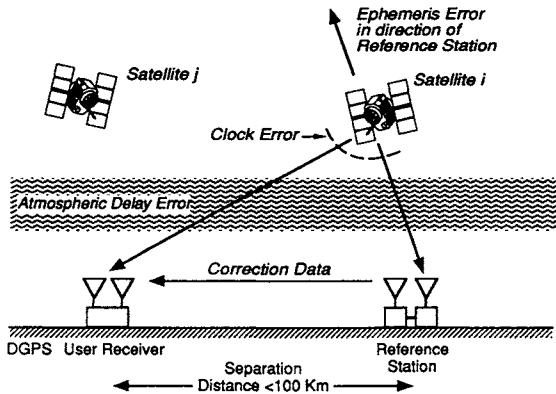 Ephemeris Error
in direction of
Reference Station
Satellite j
Satellite i
Clock Error
Atmospheric Delay Error
Correction Data
DGPS User Receiver
Reference
Station
Separation
Distance <100 Km